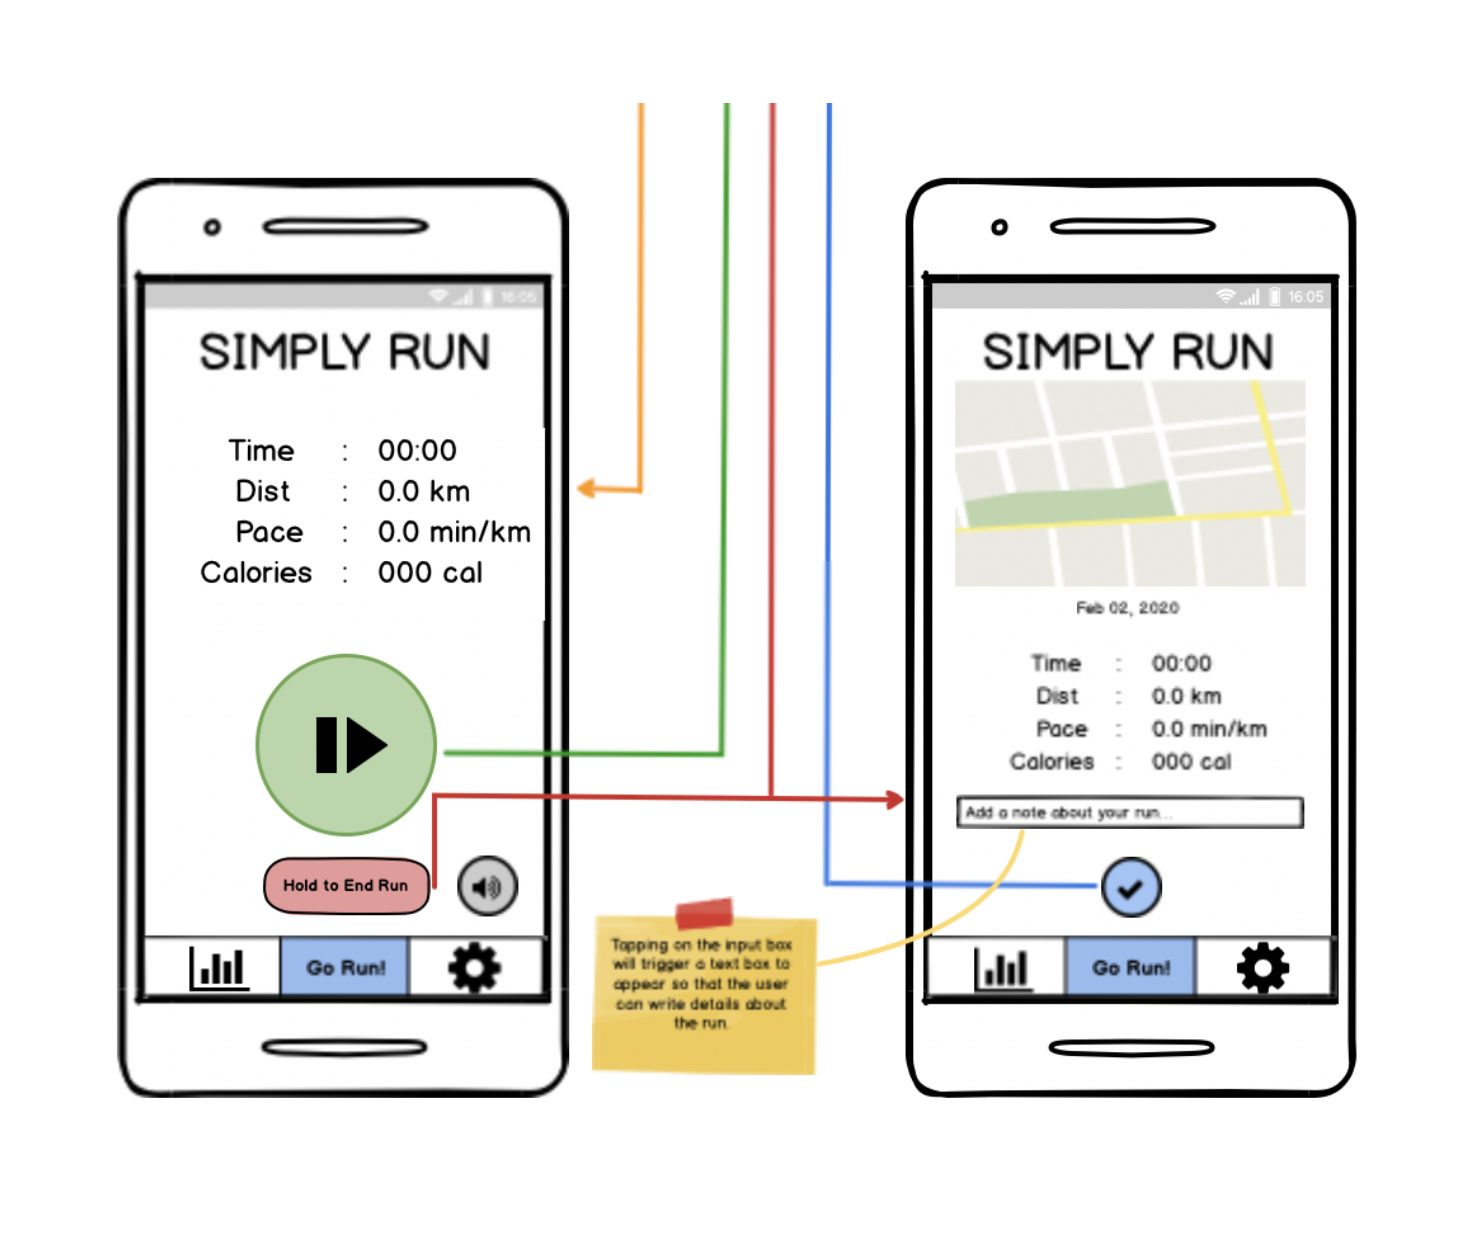 16:05
SIMPLY RUN
Time : 00:00
Dist : 0.0 km
Pace : 0.0 min/km
Calories : 000 cal
Hold to End Run
Go Run!
Tapping on the input box
will trigger a text box to
appear so that the user
can write details about
the run.
16:05
SIMPLY RUN
Feb 02, 2020
Time : 00:00
Dist : 0.0 km
Pace : 0.0 min/km
Calories : 000 cal
Add a note about your run...
Go Run!